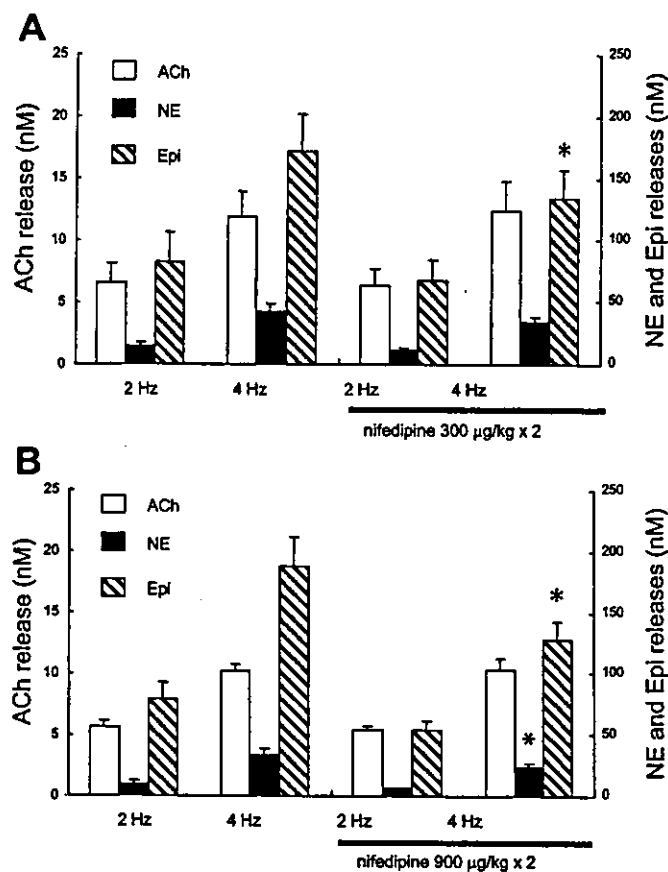 A
ACh release (nM)
25
20
15
10
5
0
ACh
NE
Epi
*
250
200
150
100
50
0
NE and Epi releases (nM)
2 Hz 4 Hz 2 Hz 4 Hz
nifedipine 300 µg/kg x 2
B
ACh release (nM)
25
20
15
10
5
0
ACh
NE
Epi
*
*
250
200
150
100
50
0
NE and Epi releases (nM)
2 Hz 4 Hz 2 Hz 4 Hz
nifedipine 900 µg/kg x 2